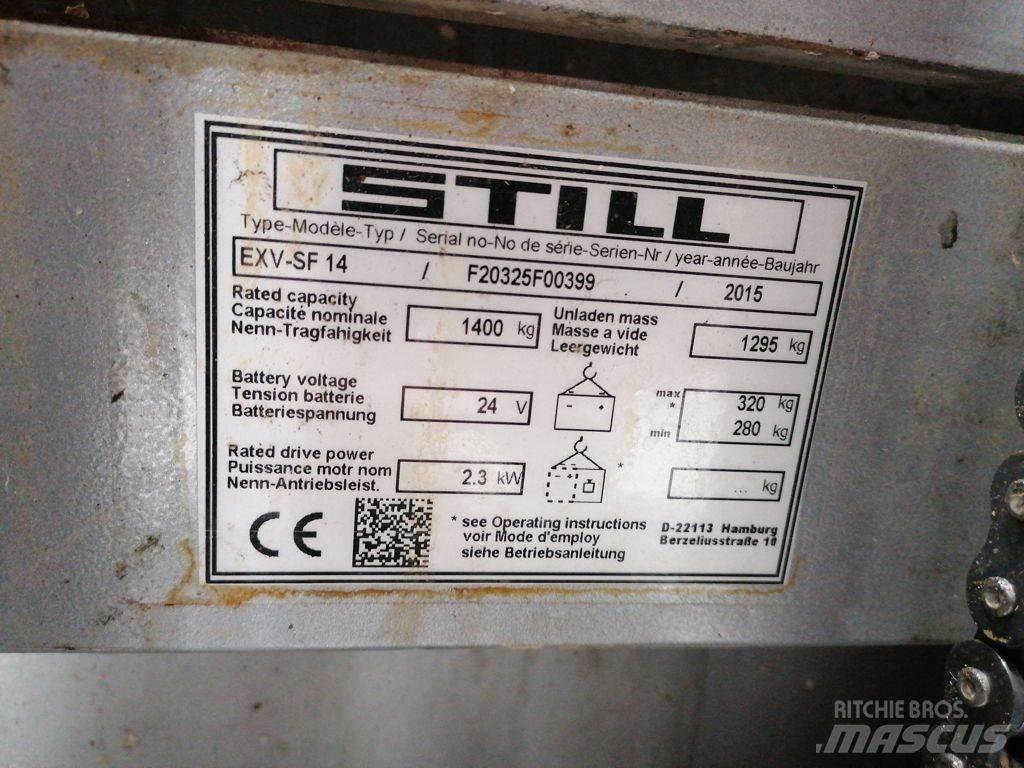 STILL
Type-Modèle-Typ / Serial no-No de série-Serien-Nr / year-année-Baujahr
EXV-SF 14 / F20325F00399 / 2015
Rated capacity
Capacité nominale
Nenn-Tragfahigkeit
1400 kg
Unladen mass
Masse a vide
Leergewicht
1295 kg
Battery voltage
Tension batterie
Batteriespannung
24 V
- +
max
*
min
320 kg
280 kg
Rated drive power
Puissance motr nom
Nenn-Antriebsleist.
2.3 kW
- +
*
... kg
CE
* see Operating instructions
voir Mode d'employ
siehe Betriebsanleitung
D-22113 Hamburg
Berzeliusstraße 10
RITCHIE BROS.
MASCUS